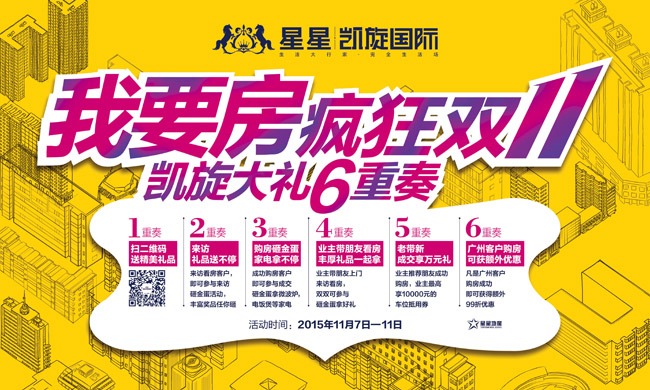 星星 凯旋国际
我要房疯狂双11
凯旋大礼6重奏
1重奏
扫二维码
送精美礼品
2重奏
来访
礼品送不停
来访看房客户，
即可参与来访
砸金蛋活动，
丰富奖品任你砸
3重奏
购房砸金蛋
家电拿不停
成功购房客户
即可参与成交
砸金蛋拿微波炉，
电饭煲等家电
4重奏
业主带朋友看房
丰厚礼品一起拿
业主带朋友上门
来访看房，
双双可参与
砸金蛋拿好礼
5重奏
老带新
成交享万元礼
业主推荐朋友成功
购房，业主最高
享10000元的
车位抵用券
6重奏
广州客户购房
可获额外优惠
凡是广州客户
购房成功
即可获得额外
99折优惠
活动时间：2015年11月7日—11日
星星地产